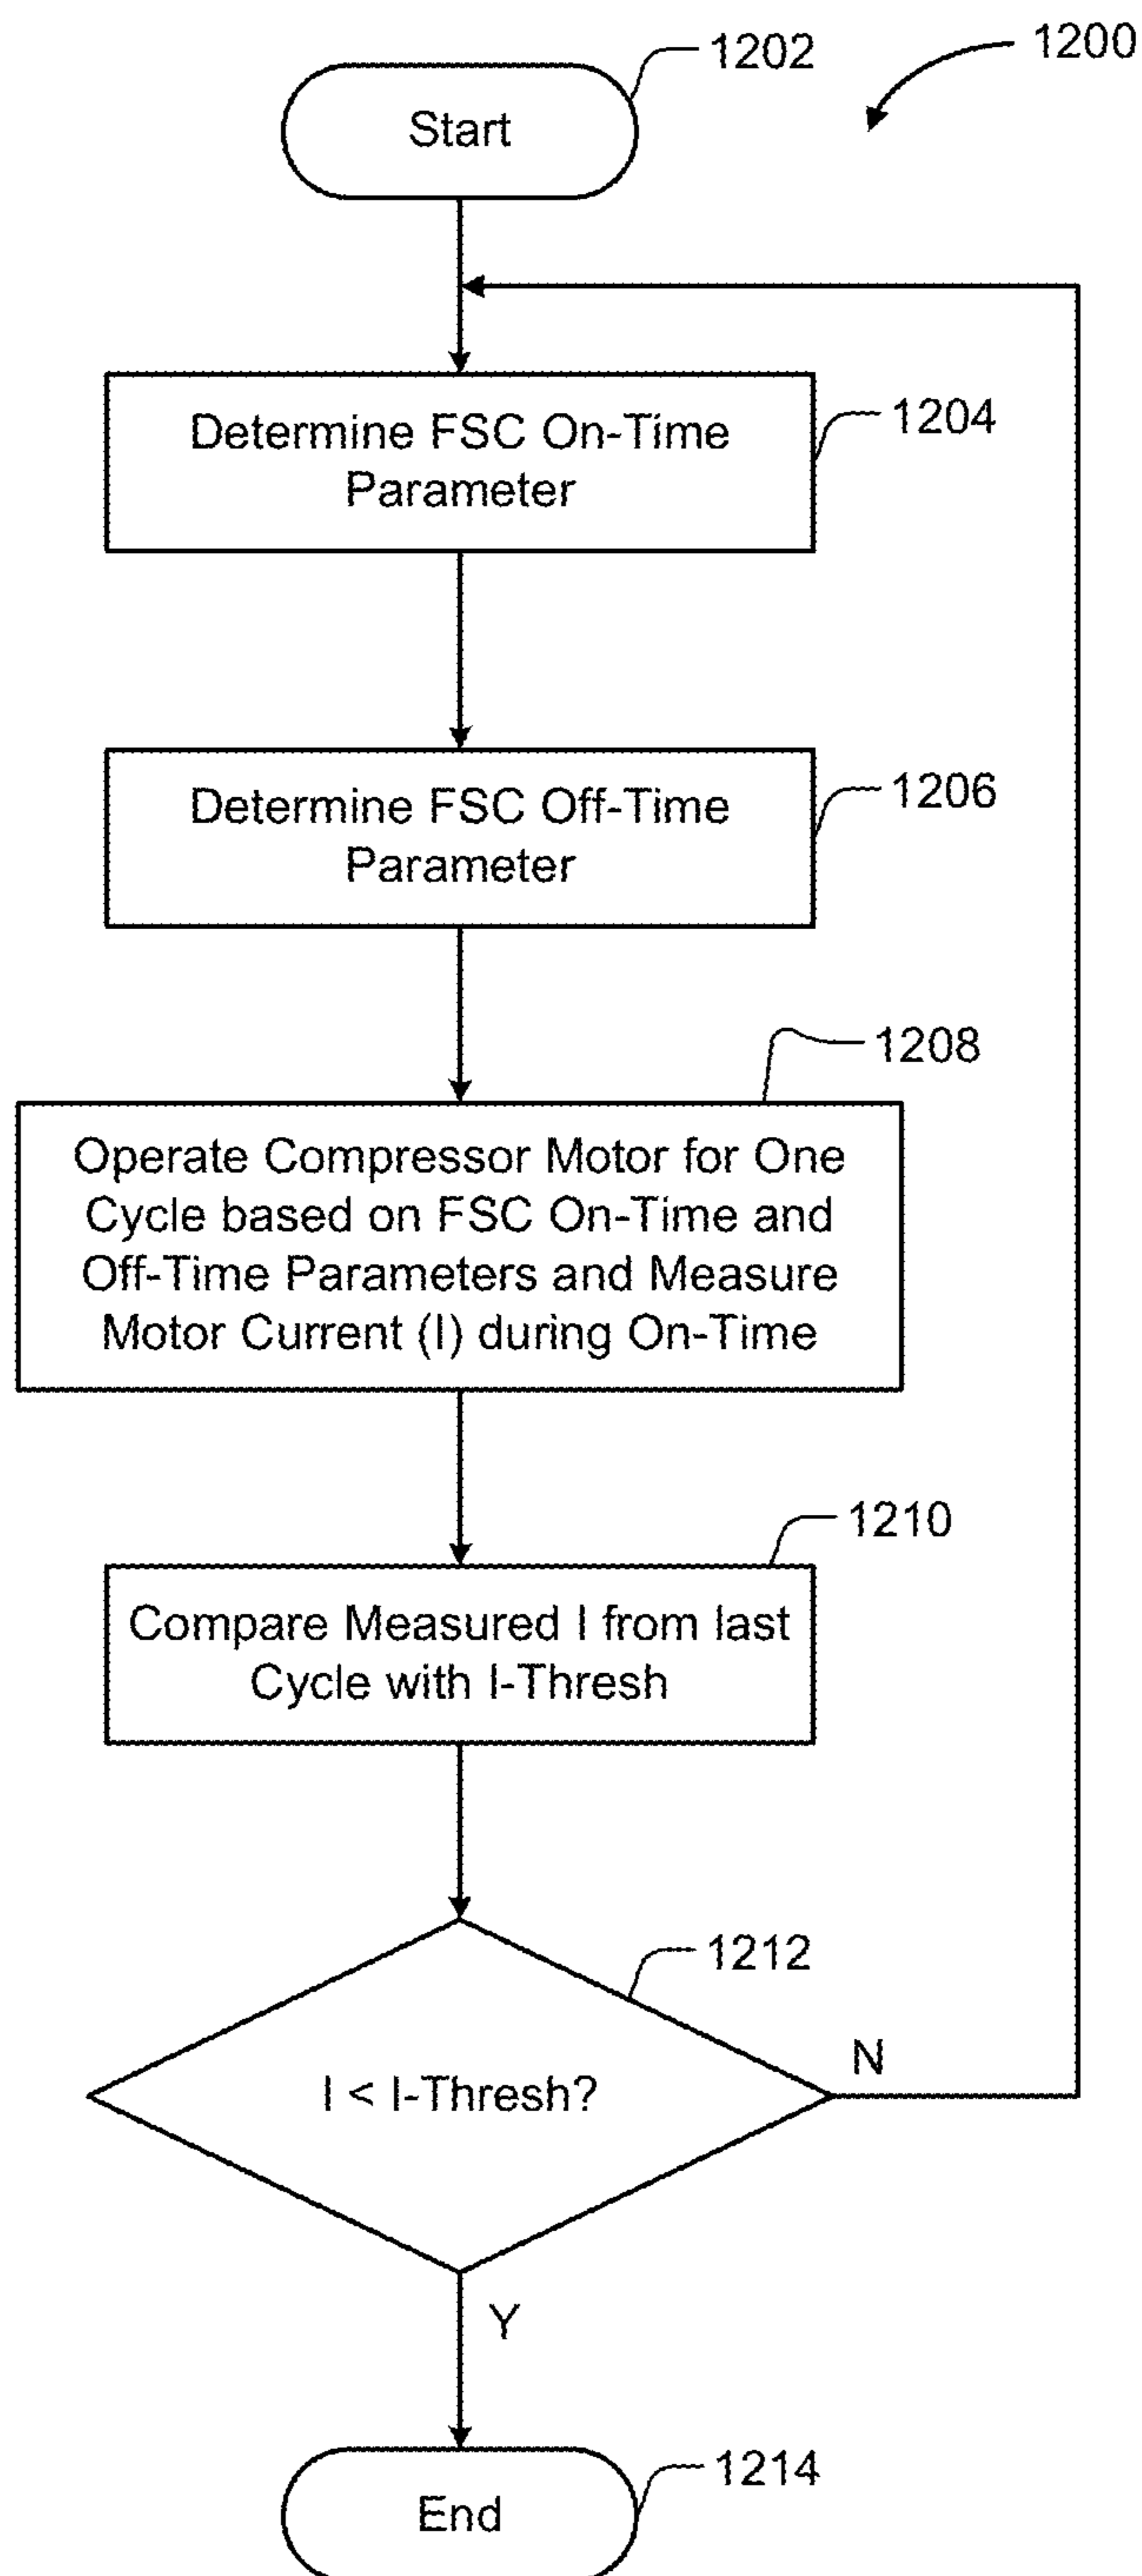 1200
1202
Start
Determine FSC On-Time
Parameter
1204
Determine FSC Off-Time
Parameter
1206
1208
Operate Compressor Motor for One
Cycle based on FSC On-Time and
Off-Time Parameters and Measure
Motor Current (I) during On-Time
1210
Compare Measured I from last
Cycle with I-Thresh
1212
I < I-Thresh?
N
Y
1214
End